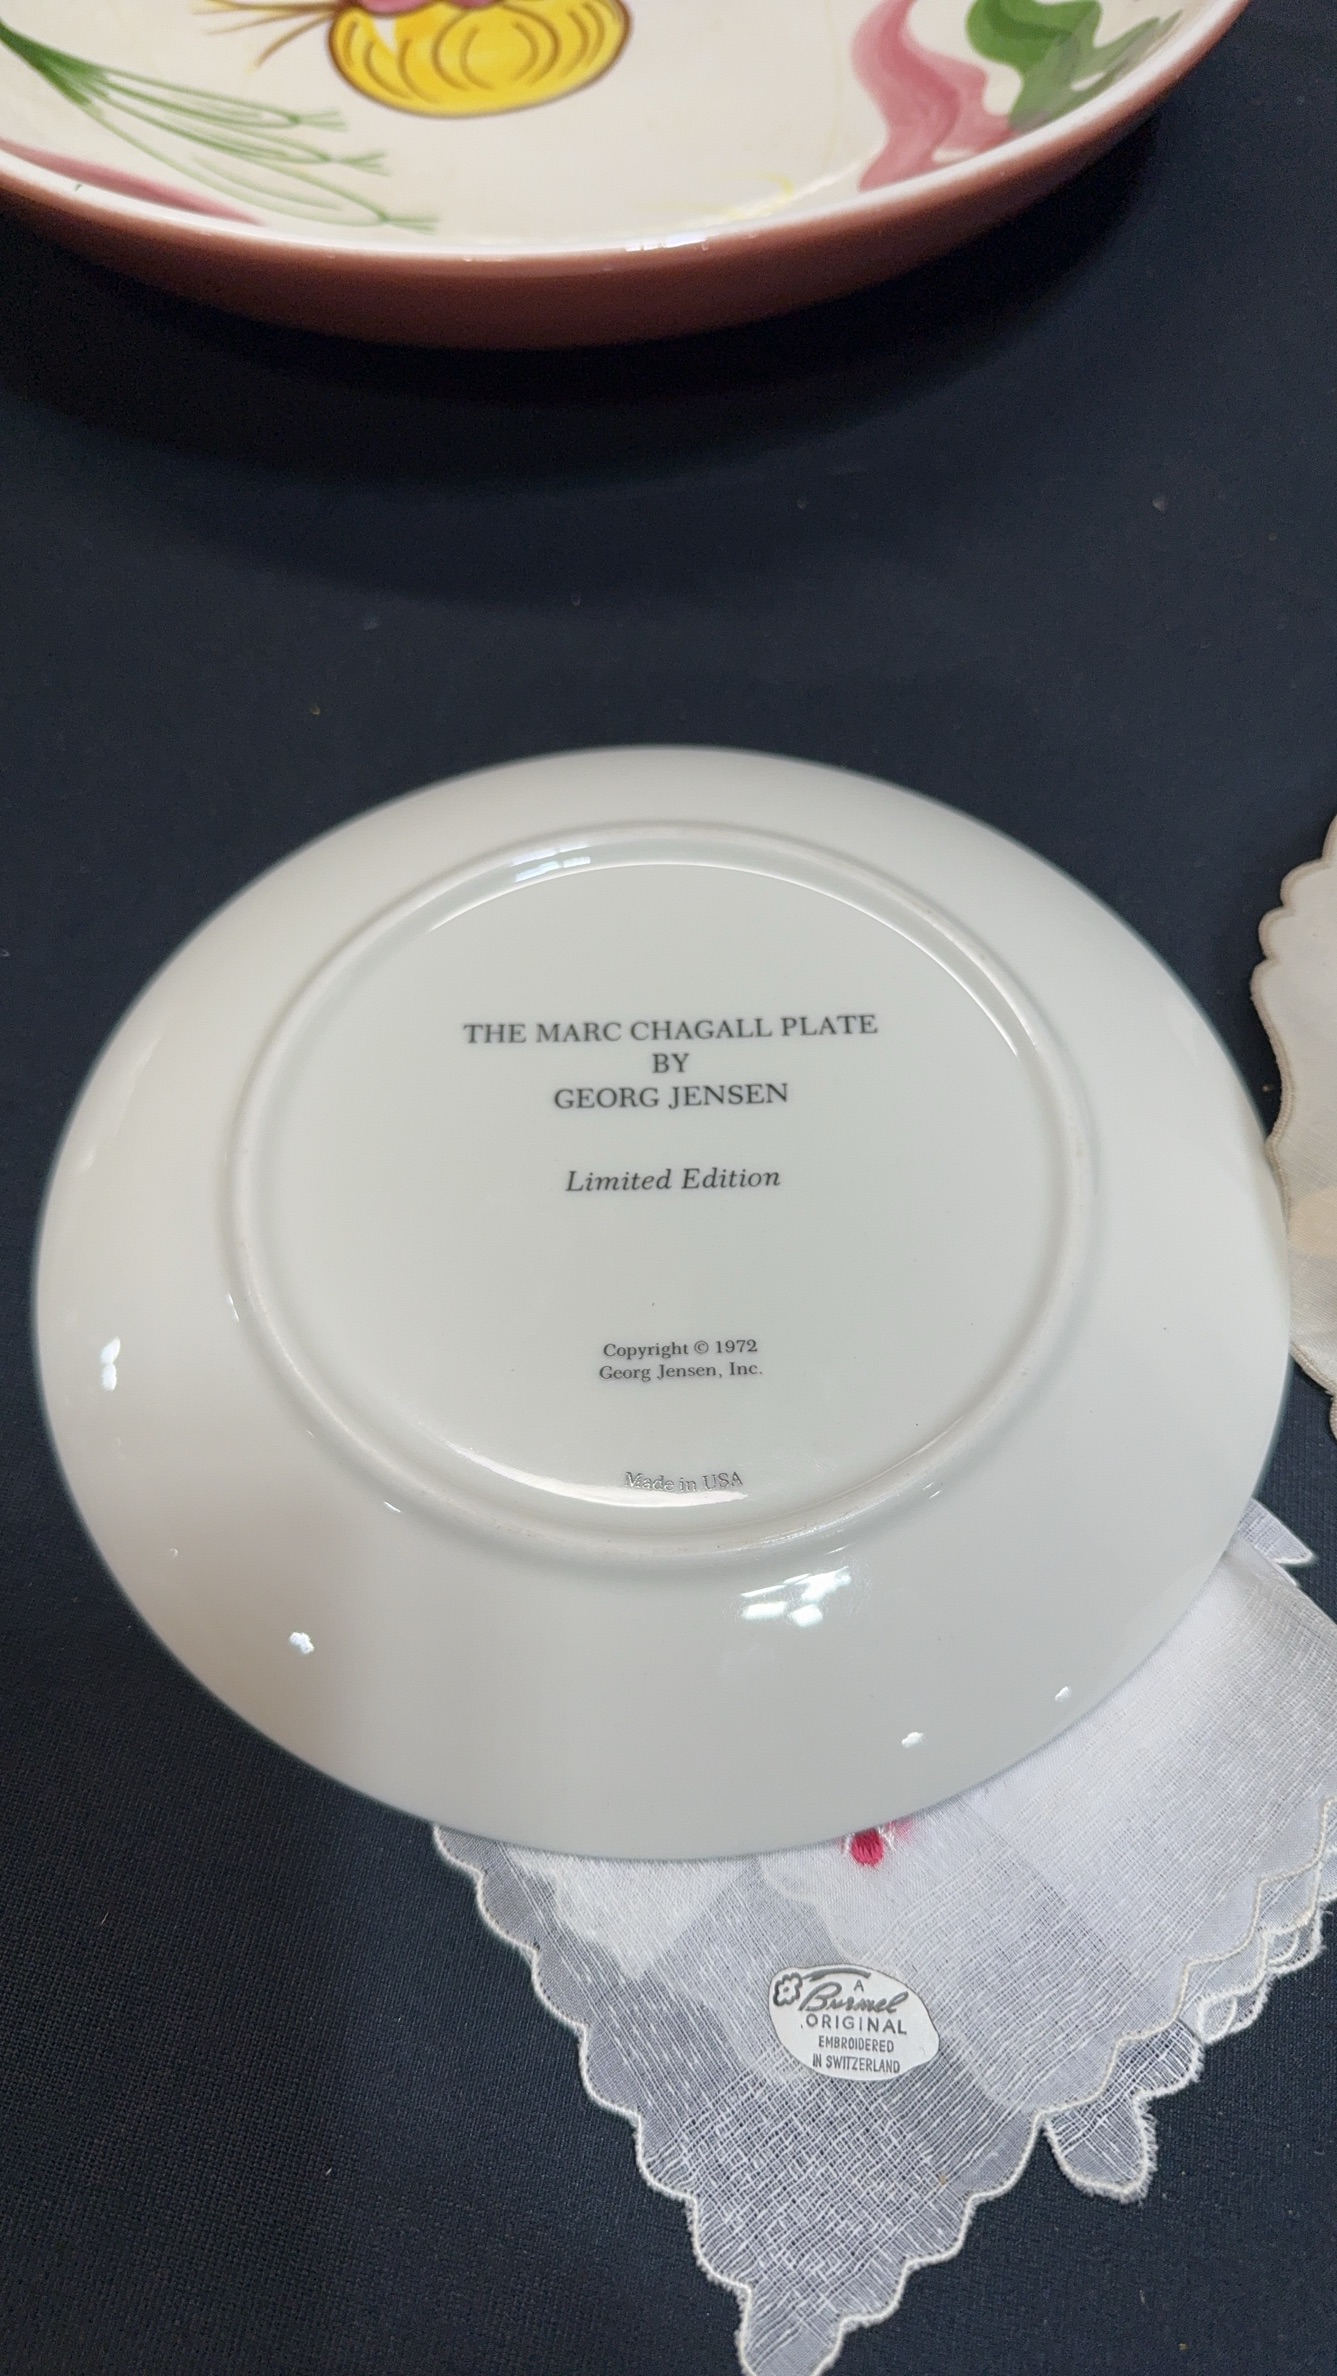 THE MARC CHAGALL PLATE
BY
GEORG JENSEN
Limited Edition
Copyright © 1972
Georg Jensen, Inc.
Made in USA
A
Burmel
ORIGINAL
EMBROIDERED
IN SWITZERLAND